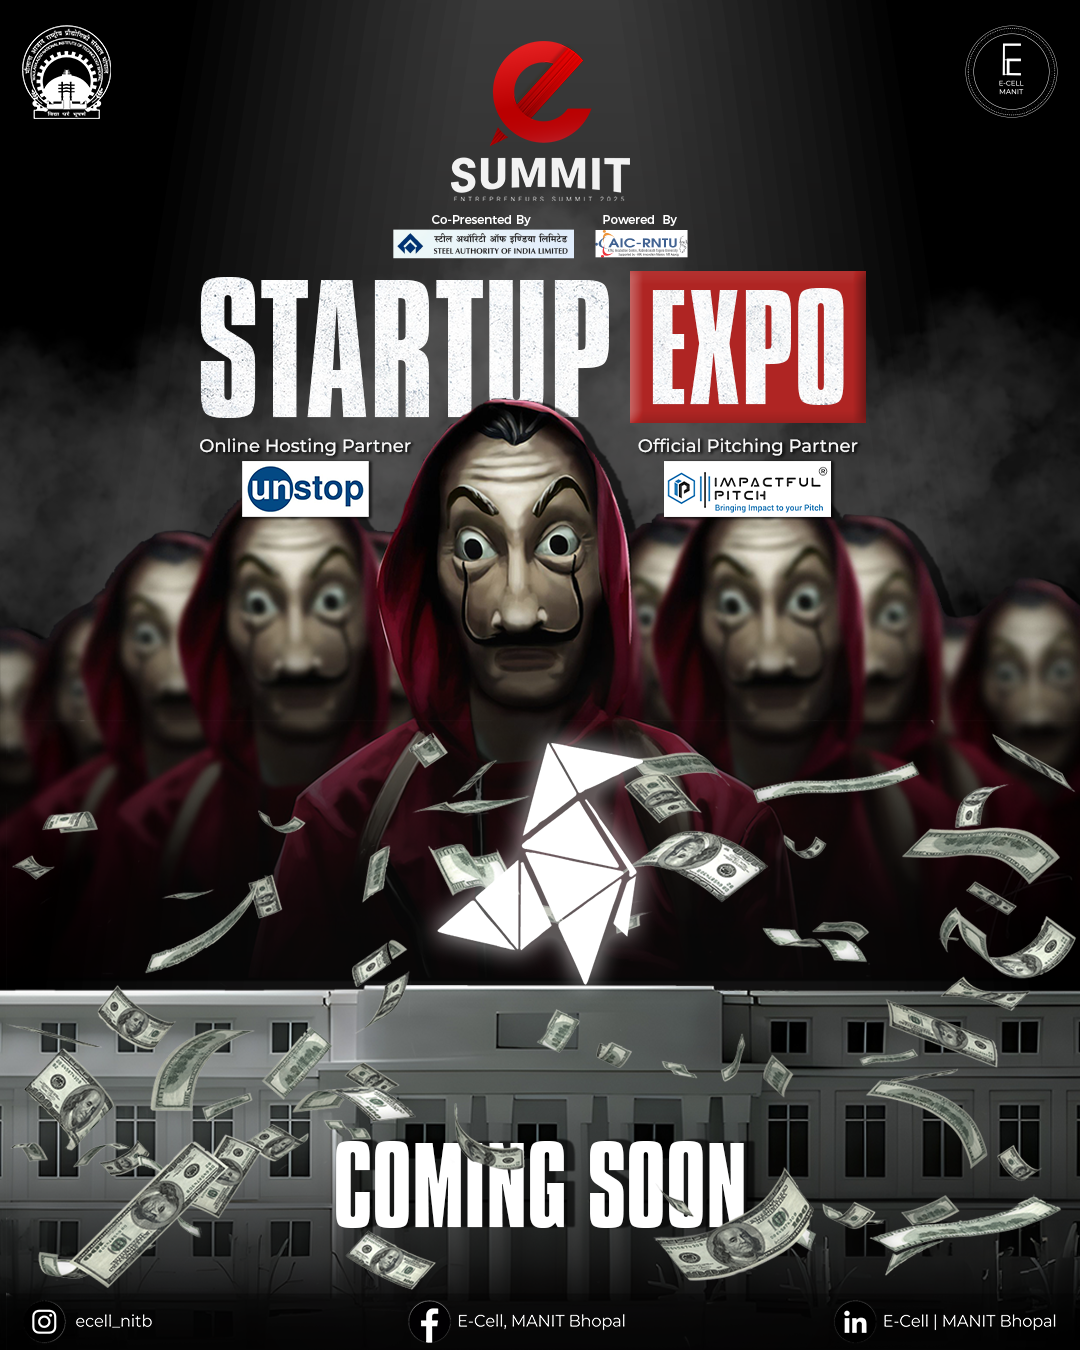 E-CELL
MANIT
विद्या परं भूषणम्
SUMMIT
ENTREPRENEURS SUMMIT 2025
Co-Presented By
Powered By
स्टील अथॉरिटी ऑफ इण्डिया लिमिटेड
STEEL AUTHORITY OF INDIA LIMITED
AIC-RNTU
STARTUP EXPO
Online Hosting Partner
Official Pitching Partner
unstop
IMPACTFUL
PITCH
®
Bringing Impact to your Pitch
COMING SOON
ecell_nitb
E-Cell, MANIT Bhopal
E-Cell | MANIT Bhopal